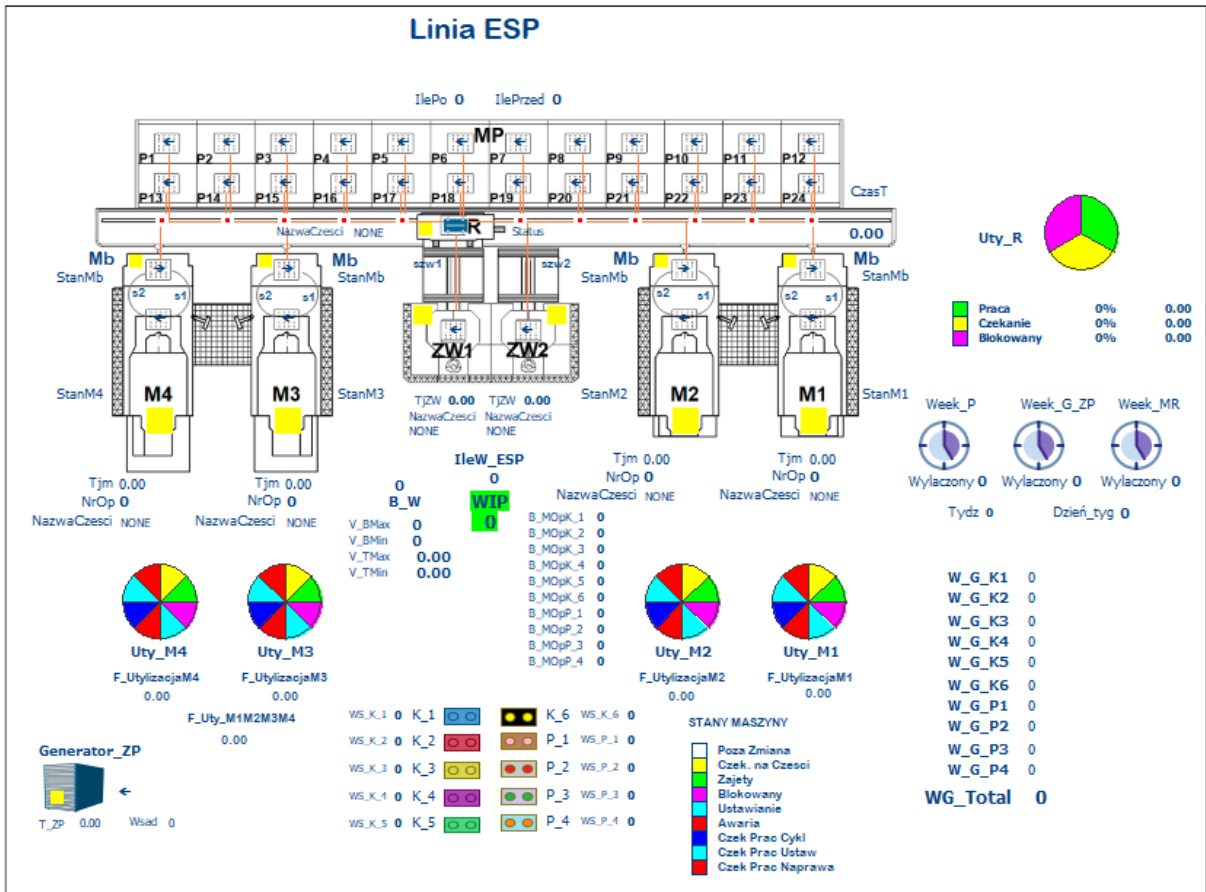 Linia ESP
IlePo 0 IlePrzed 0
MP
P1 P2 P3 P4 P5 P6 P7 P8 P9 P10 P11 P12
P13 P14 P15 P16 P17 P18 P19 P20 P21 P22 P23 P24
CzasT
NazwaCzesci NONE R Status 0.00
Uty_R
Mb Mb szw1 szw2 Mb Mb
StanMb StanMb StanMb StanMb
s2 s1 s2 s1 s2 s1 s2 s1
Praca 0% 0.00
Czekanie 0% 0.00
Blokowany 0% 0.00
ZW1 ZW2
StanM4 M4 M3 StanM3 StanM2 M2 M1 StanM1
TjZW 0.00 TjZW 0.00
NazwaCzesci NazwaCzesci
NONE NONE
Week_P Week_G_ZP Week_MR
Wylaczony 0 Wylaczony 0 Wylaczony 0
Tydz 0 Dzień_tyg 0
Tjm 0.00 Tjm 0.00 Tjm 0.00 Tjm 0.00
NrOp 0 NrOp 0 NrOp 0 NrOp 0
NazwaCzesci NONE NazwaCzesci NONE NazwaCzesci NONE NazwaCzesci NONE
IleW_ESP
0
0
B_W
WIP
0
V_BMax 0
V_BMin 0
V_TMax 0.00
V_TMin 0.00
B_MOpK_1 0
B_MOpK_2 0
B_MOpK_3 0
B_MOpK_4 0
B_MOpK_5 0
B_MOpK_6 0
B_MOpP_1 0
B_MOpP_2 0
B_MOpP_3 0
B_MOpP_4 0
Uty_M4 Uty_M3 Uty_M2 Uty_M1
F_UtylizacjaM4 F_UtylizacjaM3 F_UtylizacjaM2 F_UtylizacjaM1
0.00 0.00 0.00 0.00
F_Uty_M1M2M3M4
0.00
W_G_K1 0
W_G_K2 0
W_G_K3 0
W_G_K4 0
W_G_K5 0
W_G_K6 0
W_G_P1 0
W_G_P2 0
W_G_P3 0
W_G_P4 0
WG_Total 0
Generator_ZP
T_ZP 0.00 Wsad 0
WS_K_1 0 K_1 K_6 WS_K_6 0
WS_K_2 0 K_2 P_1 WS_P_1 0
WS_K_3 0 K_3 P_2 WS_P_2 0
WS_K_4 0 K_4 P_3 WS_P_3 0
WS_K_5 0 K_5 P_4 WS_P_4 0
STANY MASZYNY
Poza Zmiana
Czek. na Czesci
Zajety
Blokowany
Ustawianie
Awaria
Czek Prac Cykl
Czek Prac Ustaw
Czek Prac Naprawa